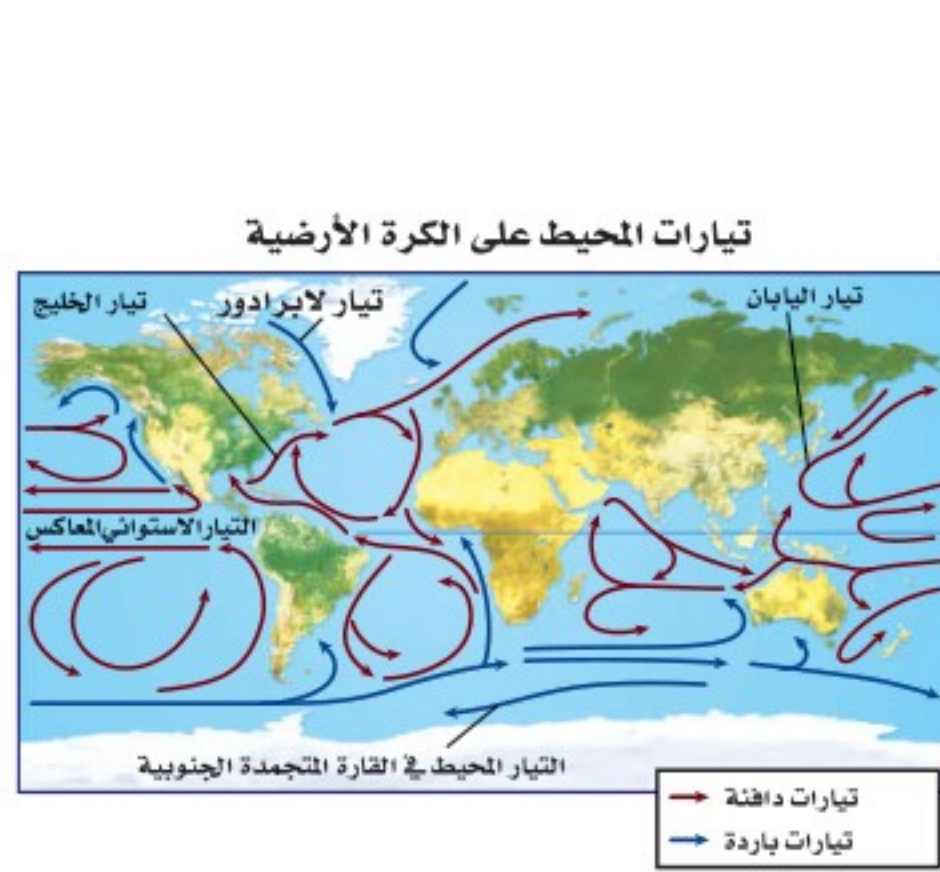 تيارات المحيط على الكرة الأرضية
تيار اليابان
تيار لابرادور
تيار الخليج
التيار الاستوائي المعاكس
التيار المحيط في القارة المتجمدة الجنوبية
تيارات دافئة
تيارات باردة